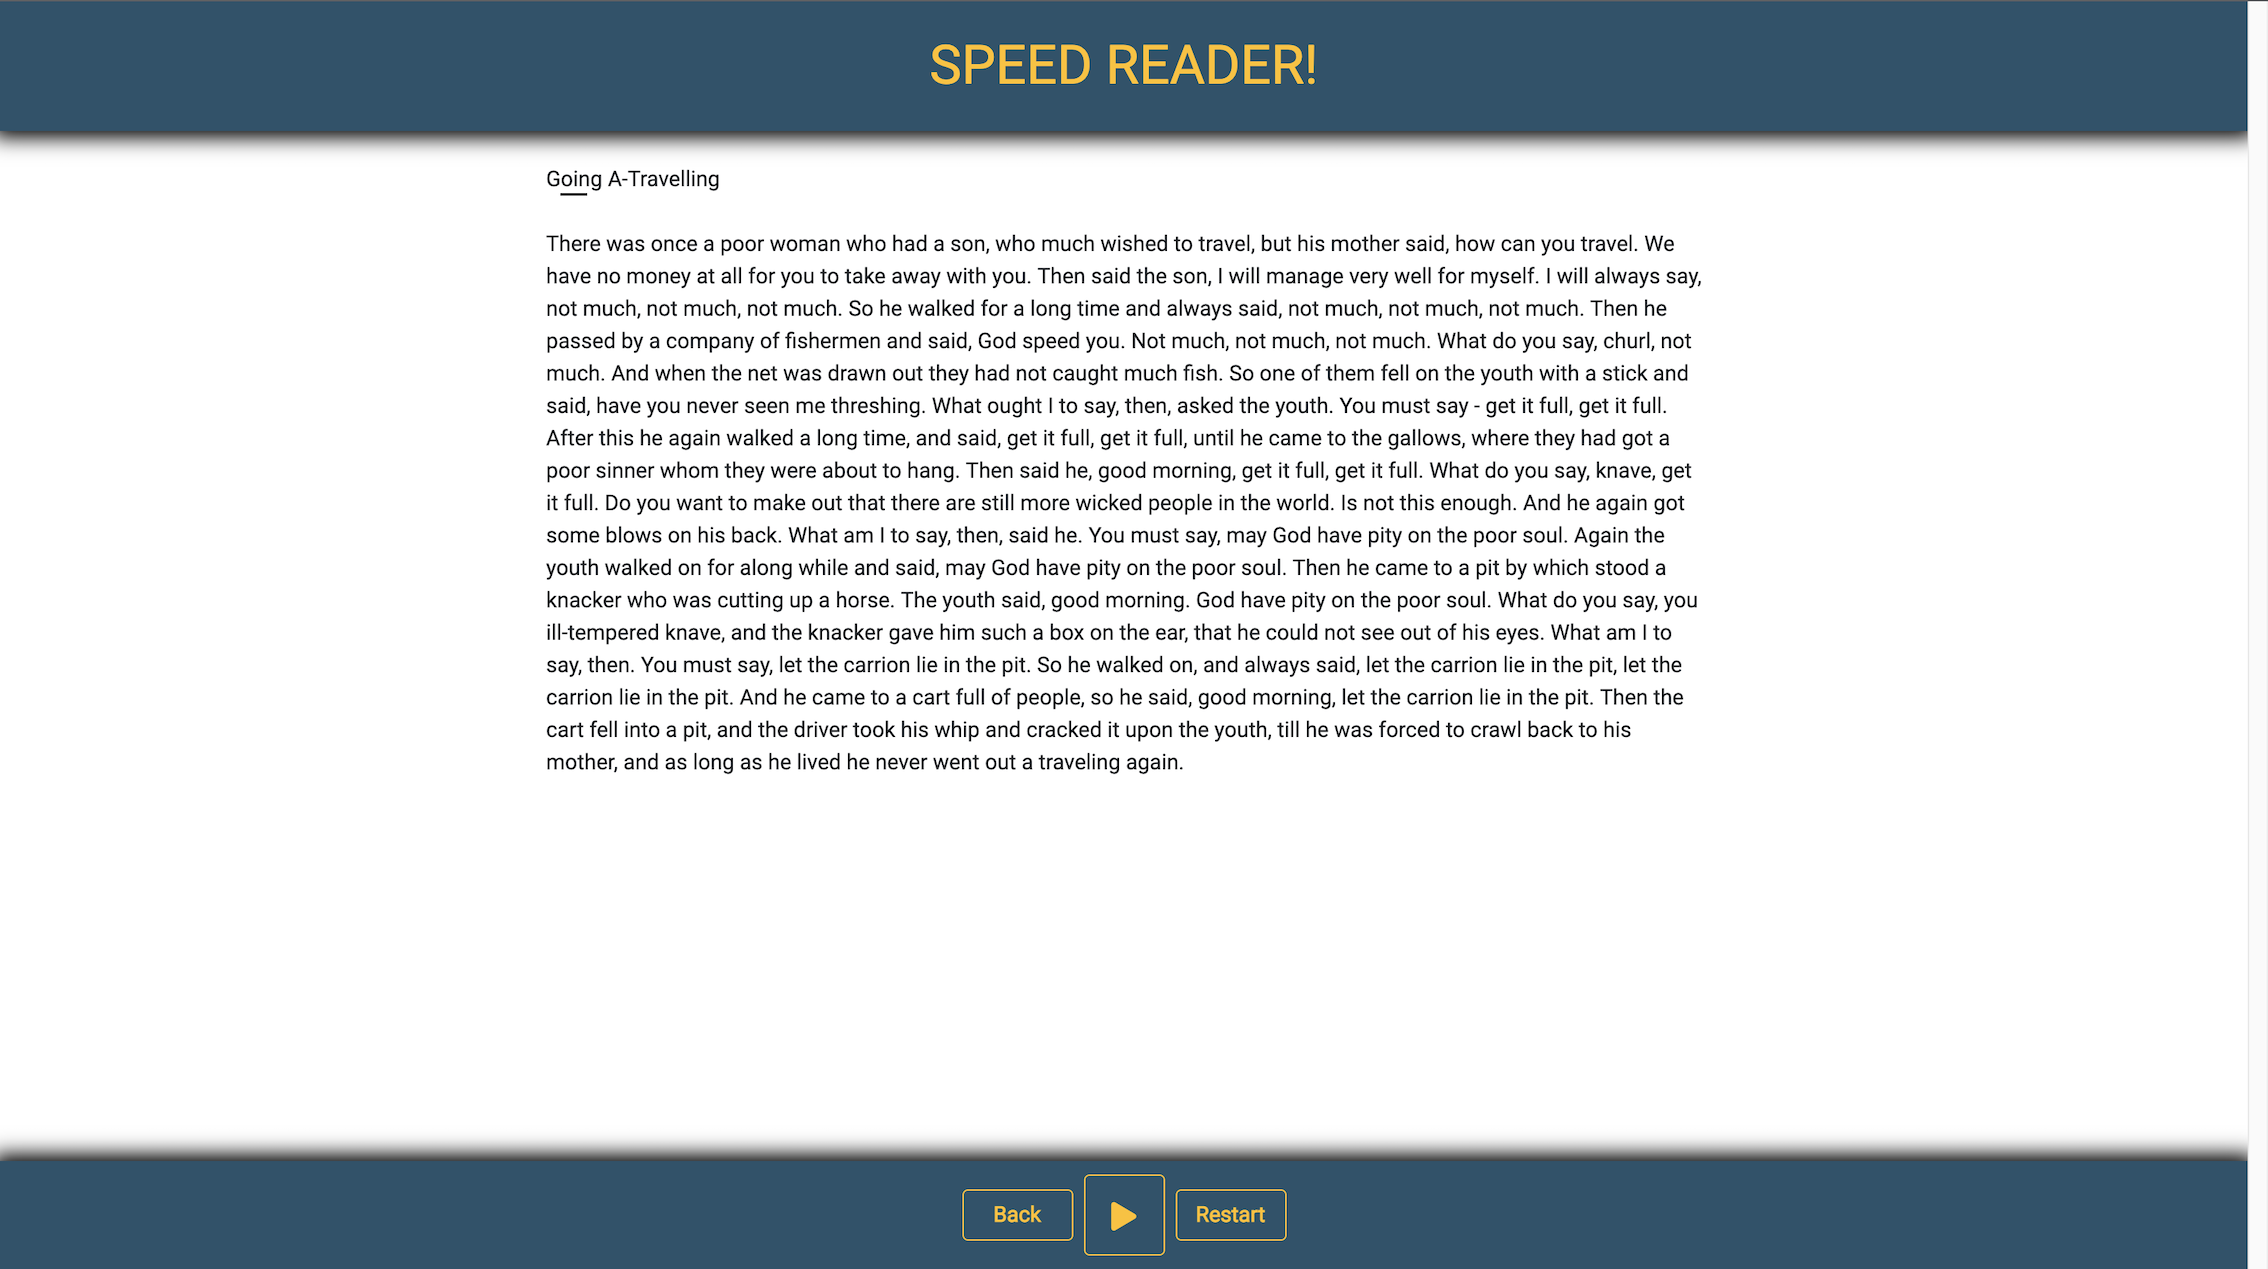 SPEED READER!
Going A-Travelling
There was once a poor woman who had a son, who much wished to travel, but his mother said, how can you travel. We
have no money at all for you to take away with you. Then said the son, I will manage very well for myself. I will always say,
not much, not much, not much. So he walked for a long time and always said, not much, not much, not much. Then he
passed by a company of fishermen and said, God speed you. Not much, not much, not much. What do you say, churl, not
much. And when the net was drawn out they had not caught much fish. So one of them fell on the youth with a stick and
said, have you never seen me threshing. What ought I to say, then, asked the youth. You must say - get it full, get it full.
After this he again walked a long time, and said, get it full, get it full, until he came to the gallows, where they had got a
poor sinner whom they were about to hang. Then said he, good morning, get it full, get it full. What do you say, knave, get
it full. Do you want to make out that there are still more wicked people in the world. Is not this enough. And he again got
some blows on his back. What am I to say, then, said he. You must say, may God have pity on the poor soul. Again the
youth walked on for along while and said, may God have pity on the poor soul. Then he came to a pit by which stood a
knacker who was cutting up a horse. The youth said, good morning. God have pity on the poor soul. What do you say, you
ill-tempered knave, and the knacker gave him such a box on the ear, that he could not see out of his eyes. What am I to
say, then. You must say, let the carrion lie in the pit. So he walked on, and always said, let the carrion lie in the pit, let the
carrion lie in the pit. And he came to a cart full of people, so he said, good morning, let the carrion lie in the pit. Then the
cart fell into a pit, and the driver took his whip and cracked it upon the youth, till he was forced to crawl back to his
mother, and as long as he lived he never went out a traveling again.
Back
Restart